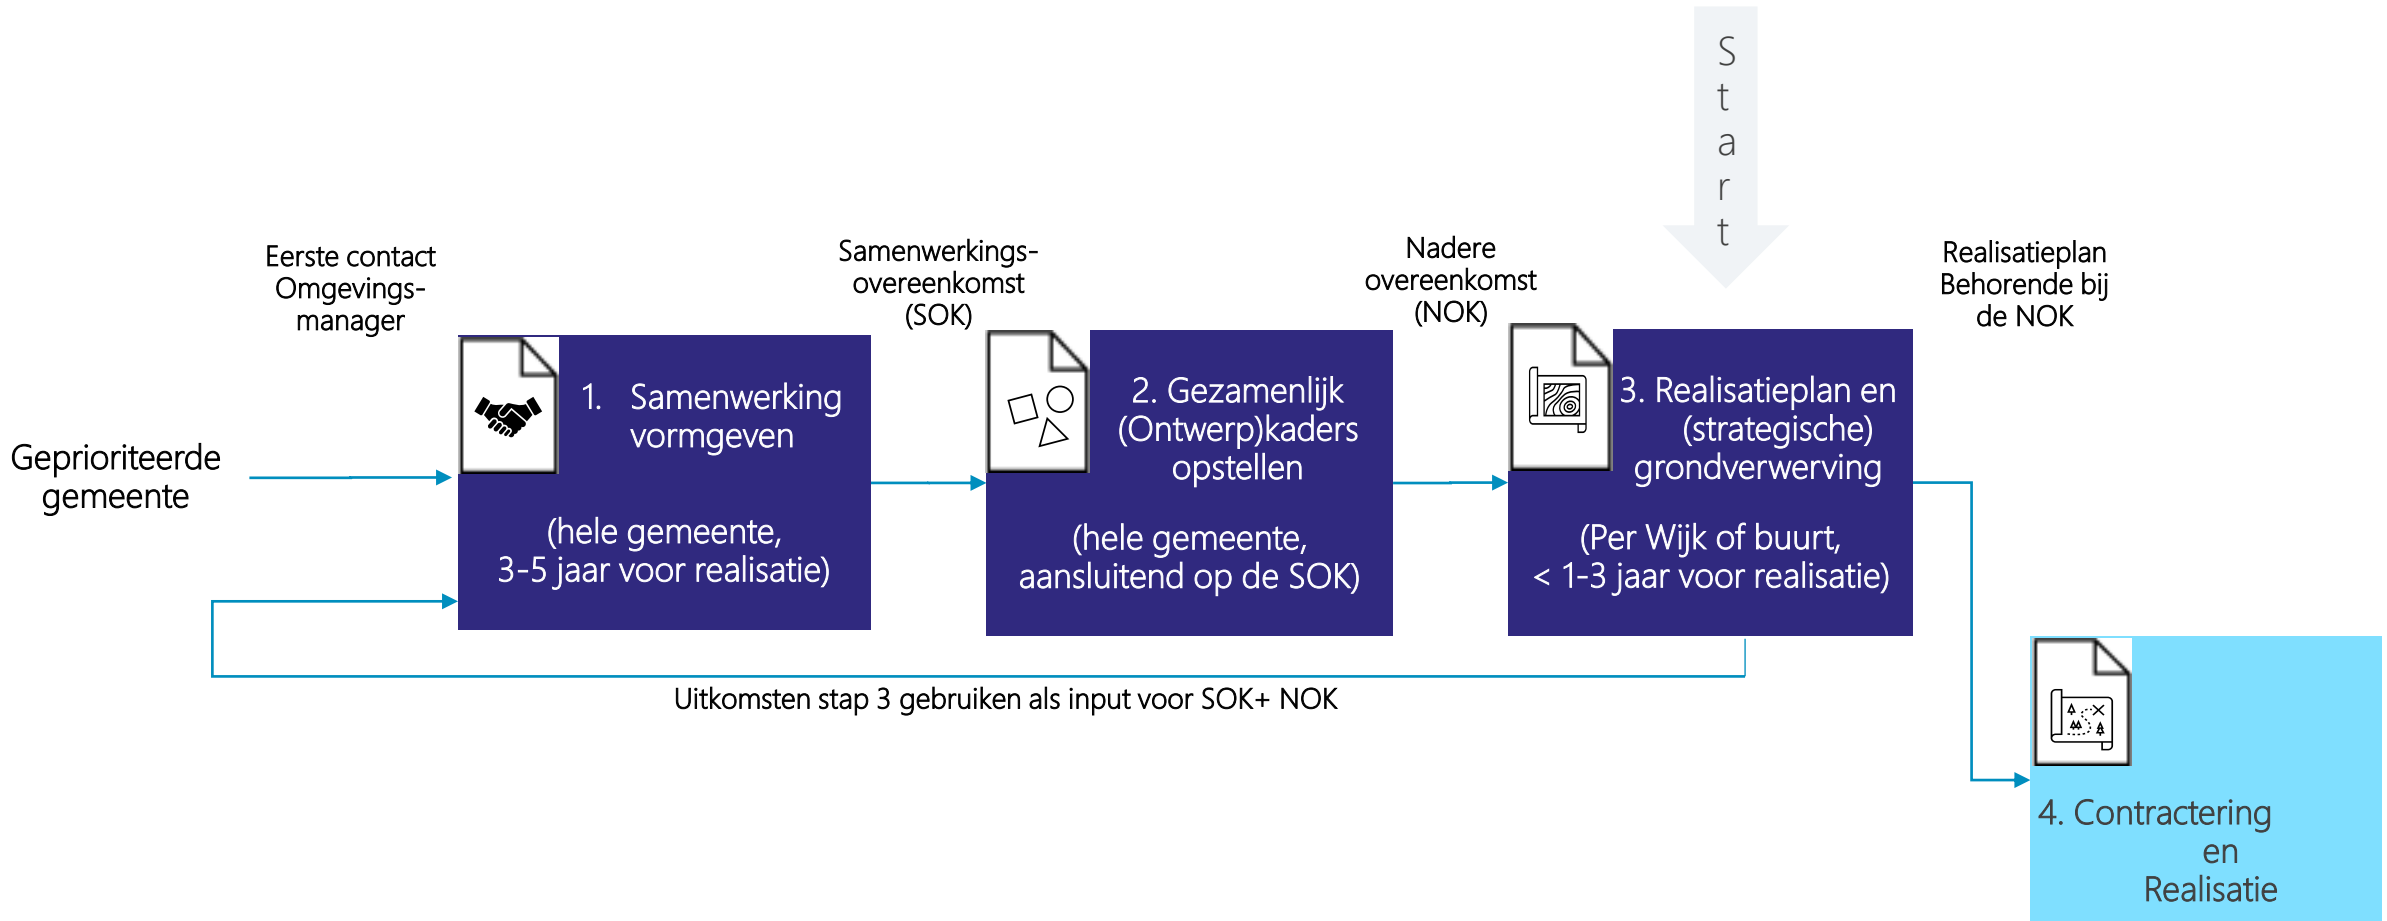 S
t
a
r
t
Eerste contact
Omgevings-
manager
Samenwerkings-
overeenkomst
(SOK)
Nadere
overeenkomst
(NOK)
Realisatieplan
Behorende bij
de NOK
Geprioriteerde
gemeente
1. Samenwerking
vormgeven
(hele gemeente,
3-5 jaar voor realisatie)
2. Gezamenlijk
(Ontwerp)kaders
opstellen
(hele gemeente,
aansluitend op de SOK)
3. Realisatieplan en
(strategische)
grondverwerving
(Per Wijk of buurt,
< 1-3 jaar voor realisatie)
Uitkomsten stap 3 gebruiken als input voor SOK+ NOK
4. Contractering
en
Realisatie